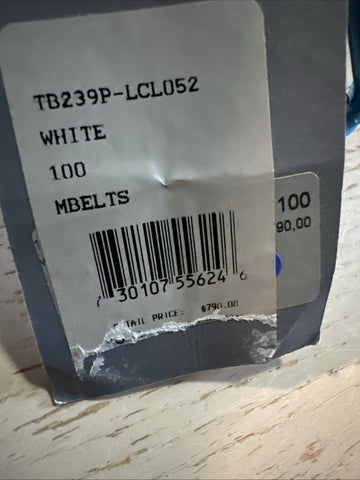 TB239P-LCL052
WHITE
100
MBELTS
100
90,00
7 30107 55624 6
TAIL PRICE: $790.00